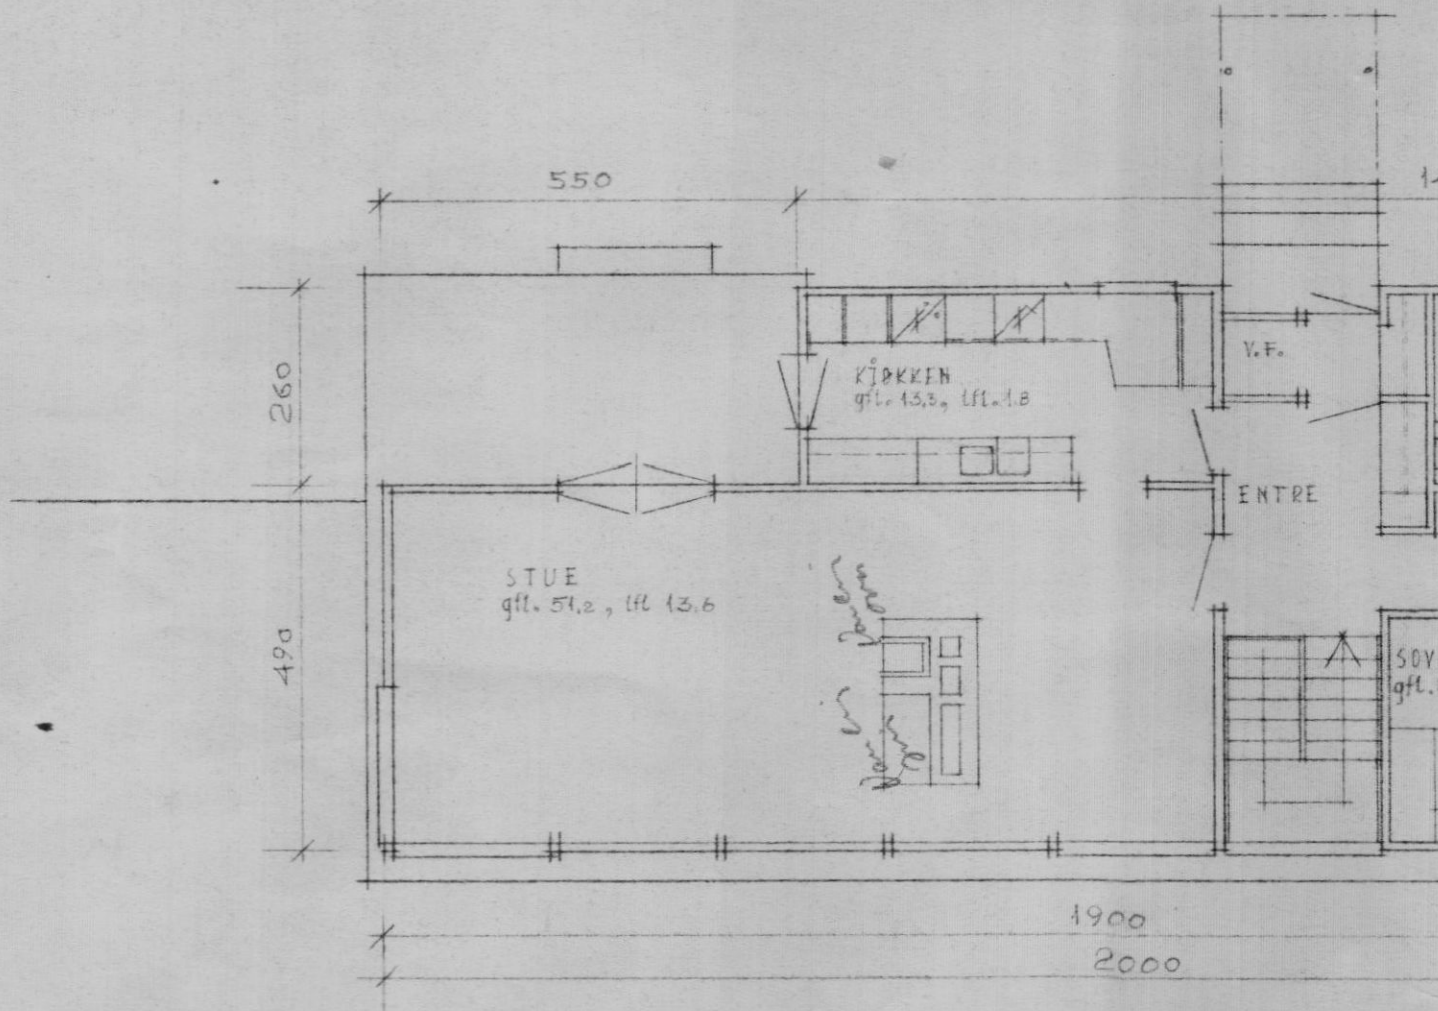 550
1
260
V.F.
KJØKKEN
gfl. 13,3, lfl. 1.8
ENTRE
STUE
gfl. 51.2, lfl 13.6
490
SOV
gfl.
1900
2000